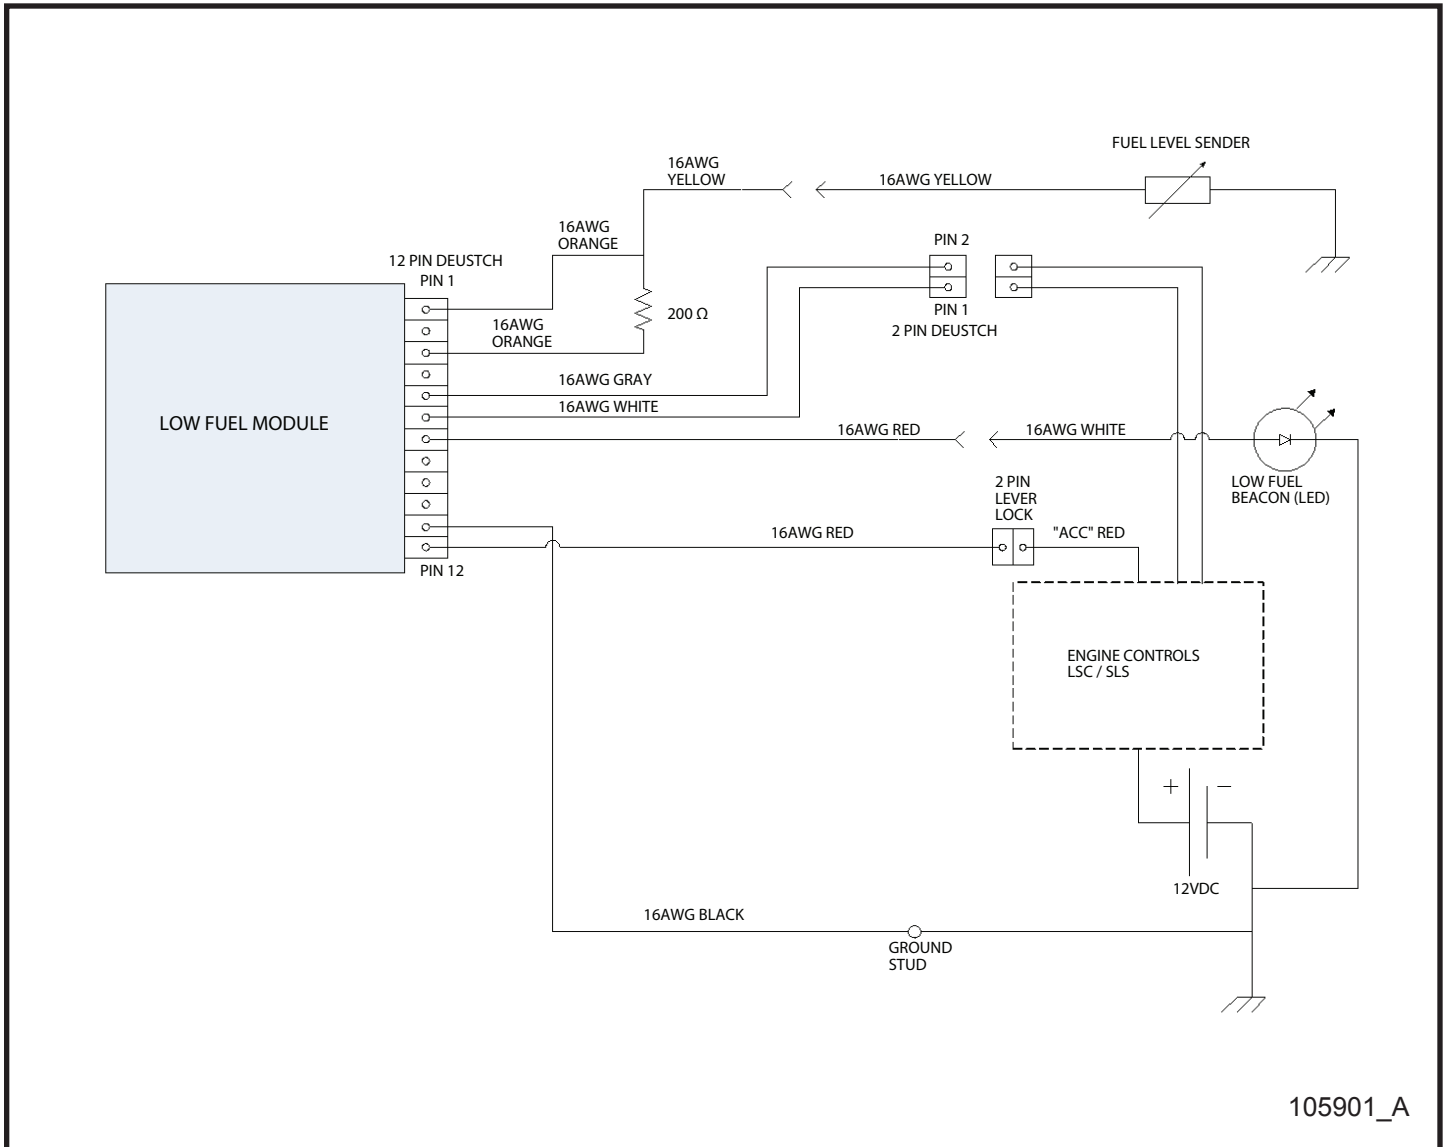 FUEL LEVEL SENDER
16AWG
YELLOW
16AWG YELLOW
16AWG
ORANGE
PIN 2
12 PIN DEUSTCH
PIN 1
16AWG
ORANGE
200 Ω
PIN 1
2 PIN DEUSTCH
16AWG GRAY
16AWG WHITE
LOW FUEL MODULE
16AWG RED
16AWG WHITE
LOW FUEL
BEACON (LED)
2 PIN
LEVER
LOCK
16AWG RED
"ACC" RED
PIN 12
ENGINE CONTROLS
LSC / SLS
+
−
12VDC
16AWG BLACK
GROUND
STUD
105901_A